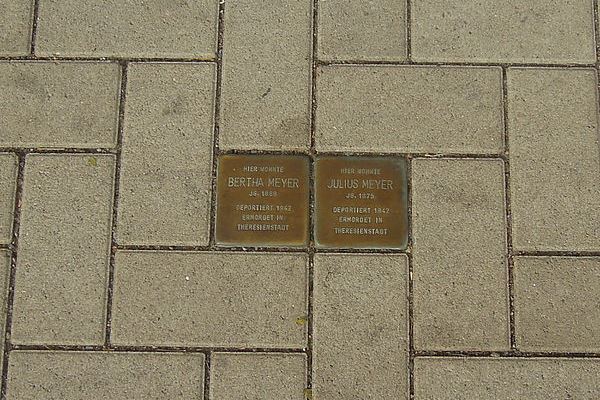 HIER WOHNTE
BERTHA MEYER
JG. 1888
DEPORTIERT 1942
ERMORDET IN
THERESIENSTADT
HIER WOHNTE
JULIUS MEYER
JG. 1875
DEPORTIERT 1942
ERMORDET IN
THERESIENSTADT